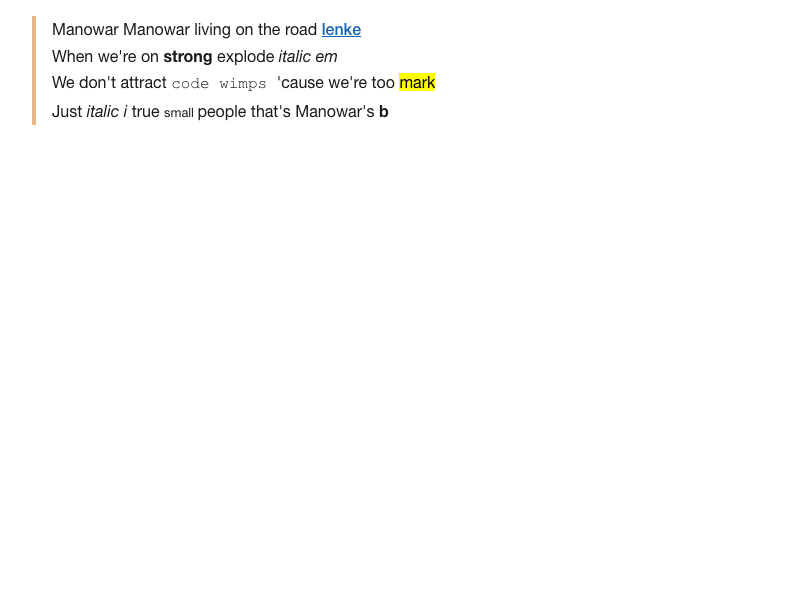 Manowar Manowar living on the road lenke
When we're on strong explode italic em
We don't attract code wimps 'cause we're too mark
Just italic i true small people that's Manowar's b